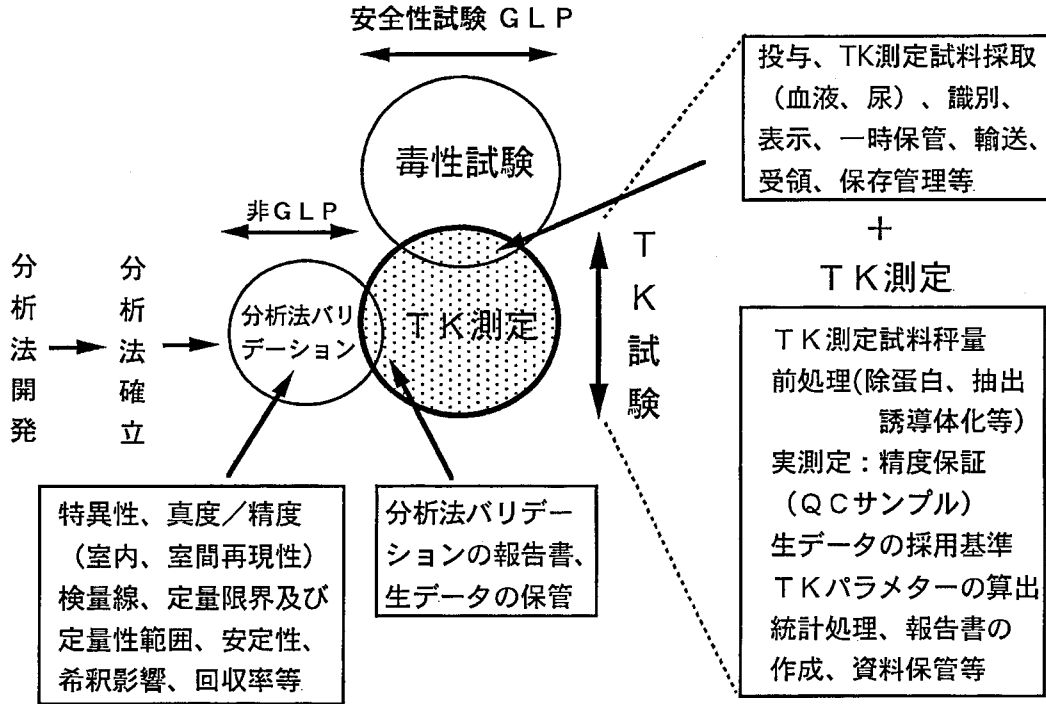 安全性試験 ＧＬＰ
毒性試験
非ＧＬＰ
分析法開発
分析法確立
分析法バリ
デーション
ＴＫ測定
ＴＫ試験
特異性、真度／精度
（室内、室間再現性）
検量線、定量限界及び
定量性範囲、安定性、
希釈影響、回収率等
分析法バリデー
ションの報告書、
生データの保管
投与、TK測定試料採取
（血液、尿）、識別、
表示、一時保管、輸送、
受領、保存管理等
＋
ＴＫ測定
ＴＫ測定試料秤量
前処理(除蛋白、抽出
誘導体化等)
実測定：精度保証
（ＱＣサンプル）
生データの採用基準
ＴＫパラメターの算出
統計処理、報告書の
作成、資料保管等